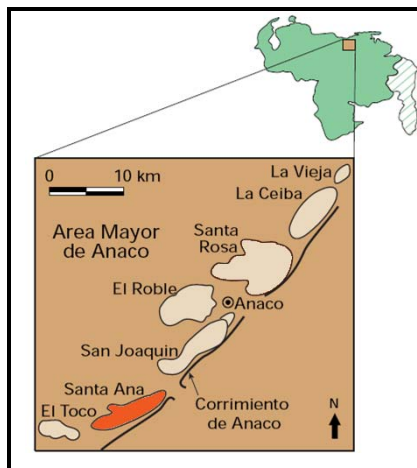 La Vieja
La Ceiba
0 10 km
Area Mayor
de Anaco
Santa
Rosa
El Roble
Anaco
San Joaquin
Santa Ana
El Toco
Corrimiento
de Anaco
N